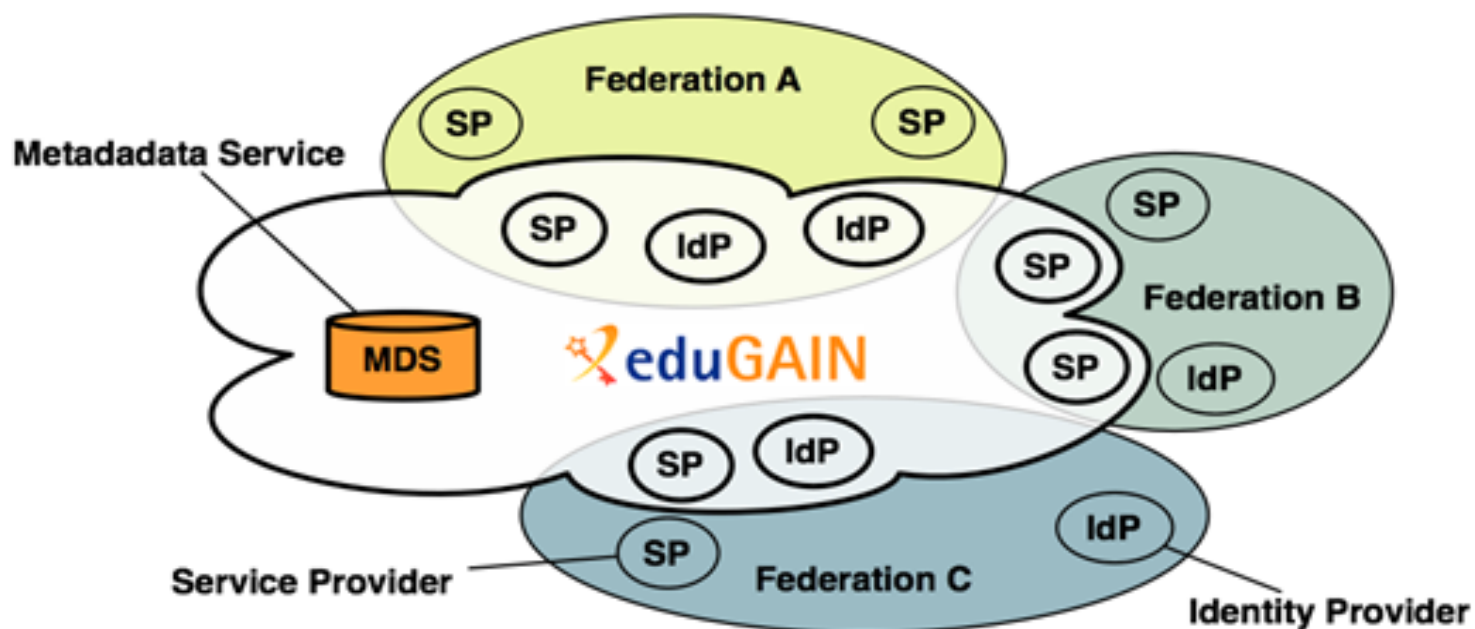 Federation A
SP
SP
Metadadata Service
SP
IdP
IdP
SP
SP
Federation B
MDS
eduGAIN
SP
IdP
SP
IdP
SP
IdP
Service Provider
Federation C
Identity Provider